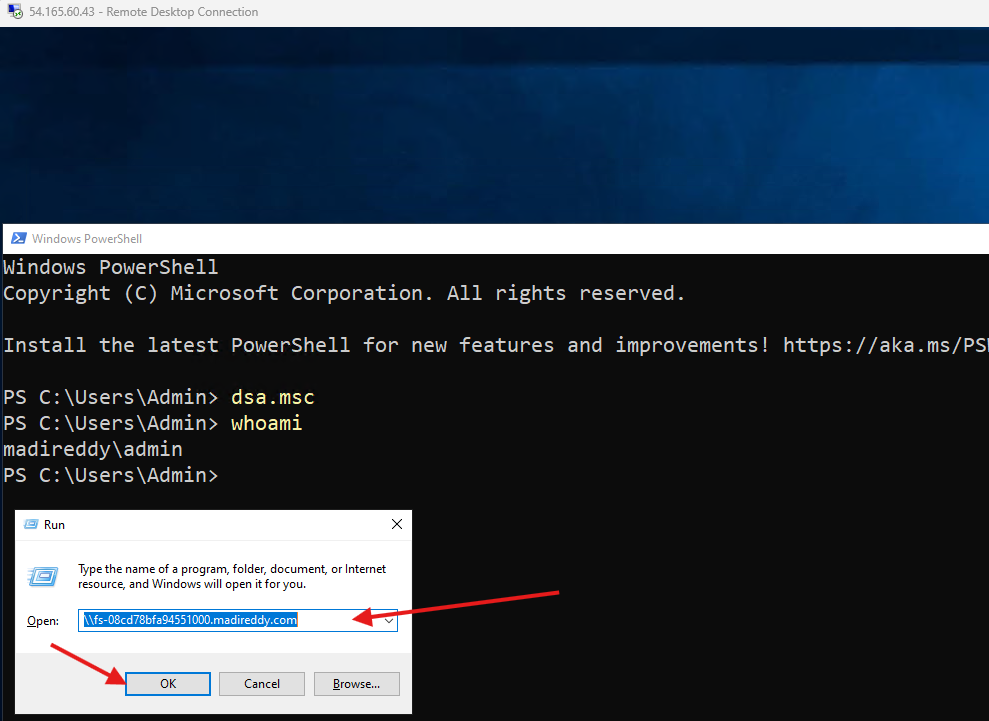 54.165.60.43 - Remote Desktop Connection
Windows PowerShell
Windows PowerShell
Copyright (C) Microsoft Corporation. All rights reserved.
Install the latest PowerShell for new features and improvements! https://aka.ms/PS
PS C:\Users\Admin> dsa.msc
PS C:\Users\Admin> whoami
madireddy\admin
PS C:\Users\Admin>
Run
Type the name of a program, folder, document, or Internet
resource, and Windows will open it for you.
Open: \\fs-08cd78bfa94551000.madireddy.com
OK Cancel Browse...